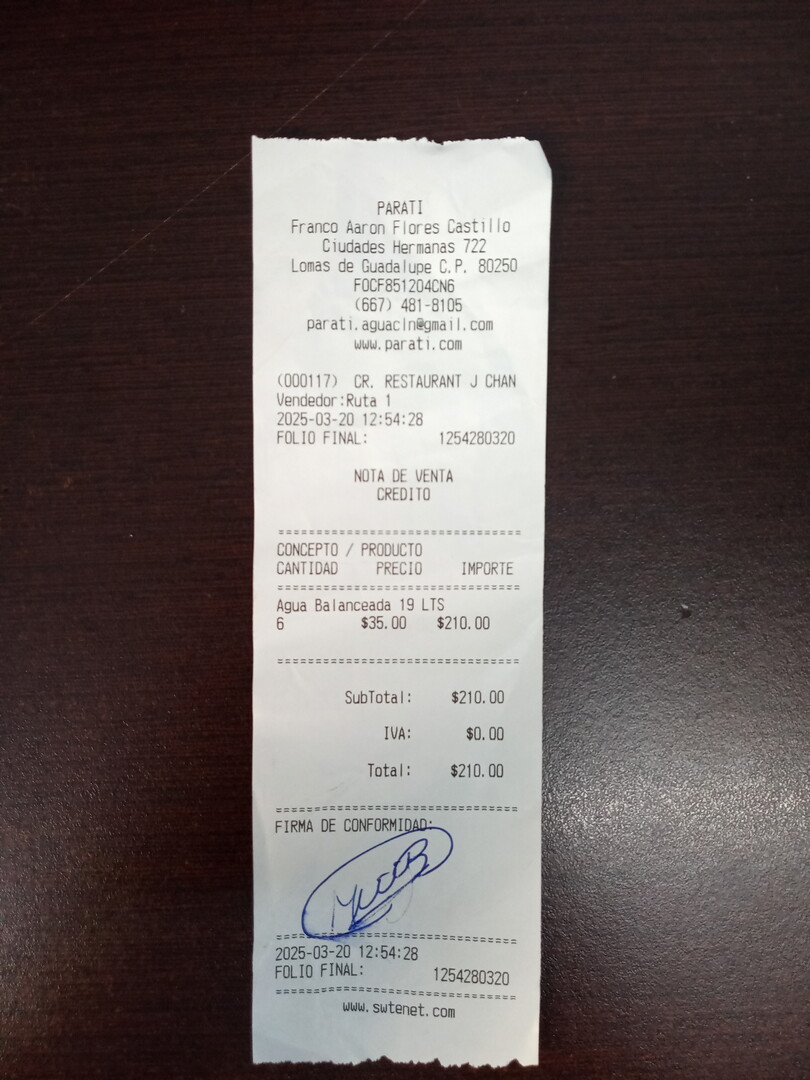 PARATI
Franco Aaron Flores Castillo
Ciudades Hermanas 722
Lomas de Guadalupe C.P. 80250
FOCF851204CN6
(667) 481-8105
parati.aguacln@gmail.com
www.parati.com
(000117) CR. RESTAURANT J CHAN
Vendedor:Ruta 1
2025-03-20 12:54:28
FOLIO FINAL: 1254280320
NOTA DE VENTA
CREDITO
CONCEPTO / PRODUCTO
CANTIDAD PRECIO IMPORTE
Agua Balanceada 19 LTS
6 $35.00 $210.00
SubTotal: $210.00
IVA: $0.00
Total: $210.00
FIRMA DE CONFORMIDAD:
2025-03-20 12:54:28
FOLIO FINAL: 1254280320
www.swtenet.com